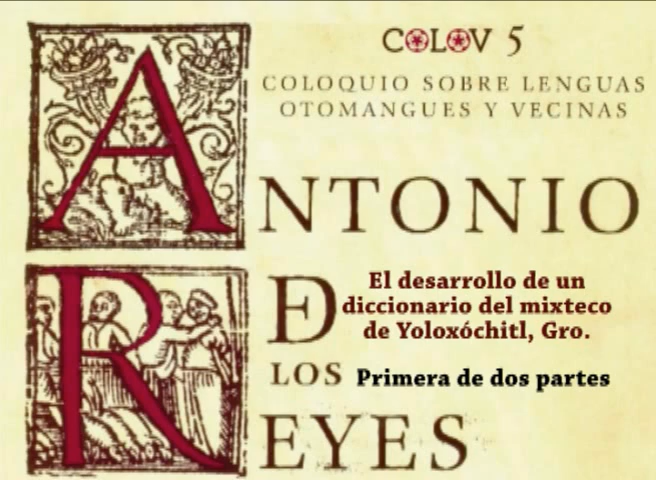 COLOV 5
COLOQUIO SOBRE LENGUAS
OTOMANGUES Y VECINAS
ANTONIO
DE
El desarrollo de un
diccionario del mixteco
de Yoloxóchitl, Gro.
LOS
Primera de dos partes
REYES